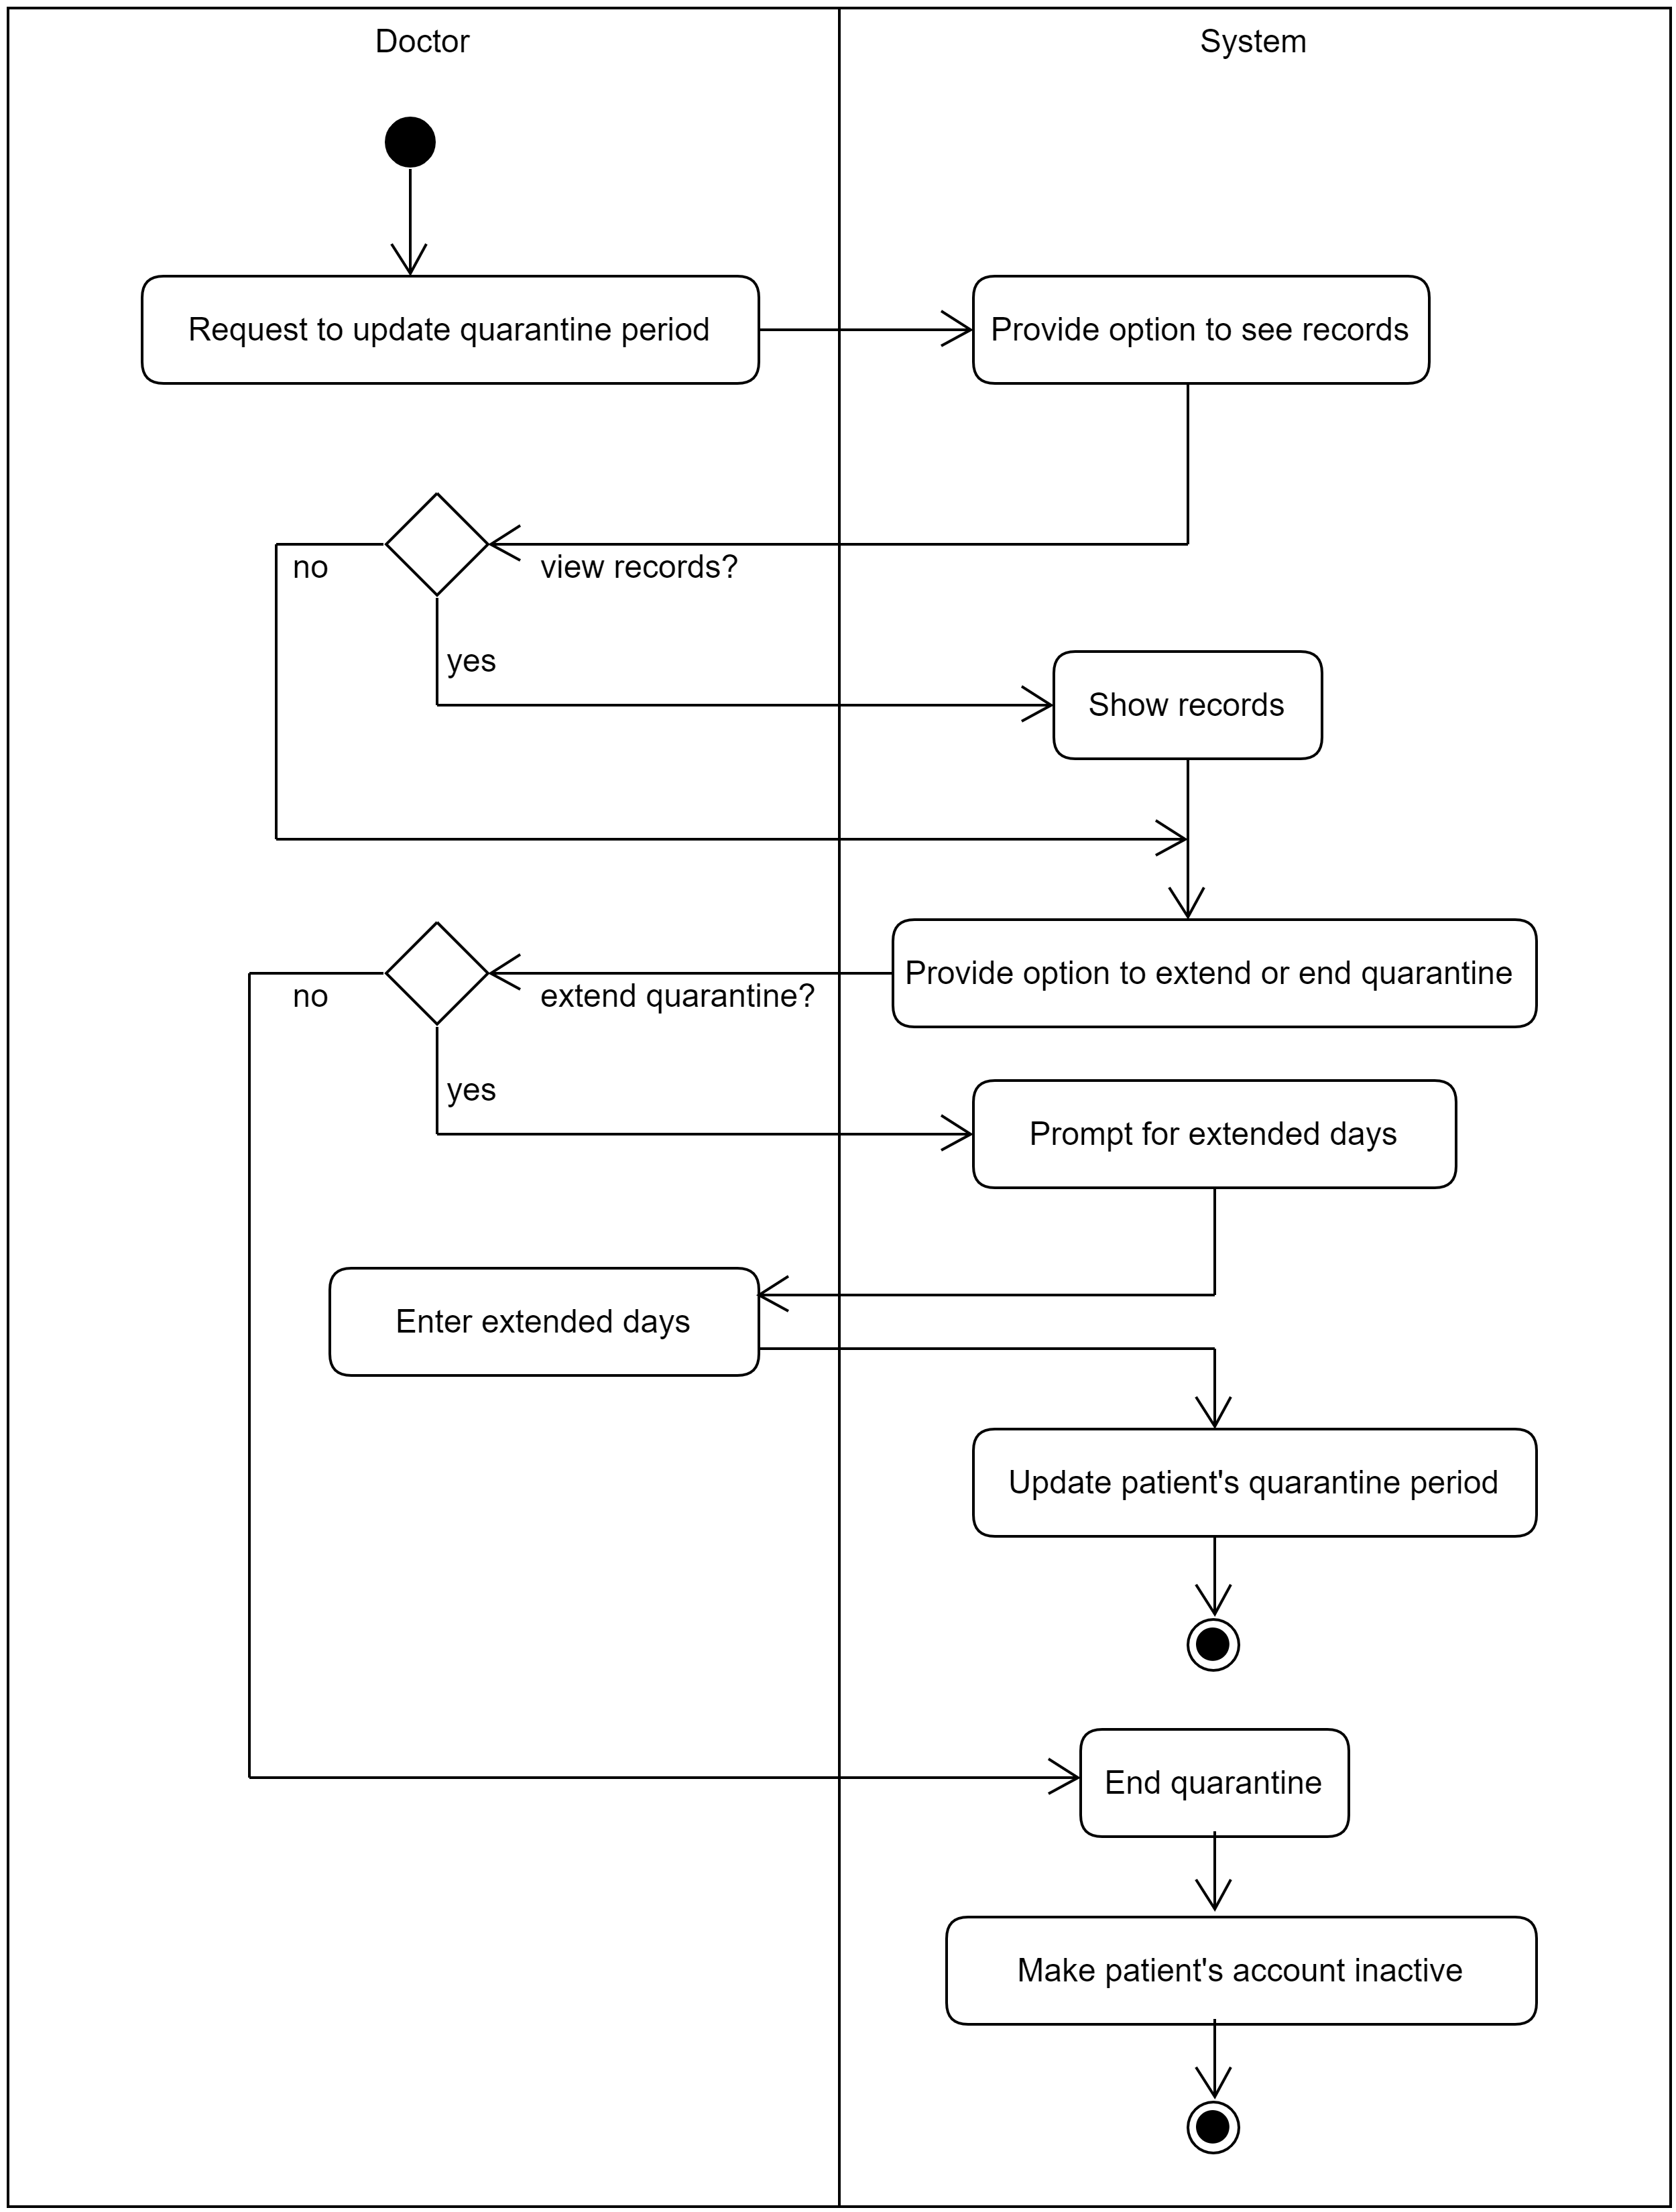 Doctor
System
Request to update quarantine period
Provide option to see records
no
view records?
yes
Show records
Provide option to extend or end quarantine
no
extend quarantine?
yes
Prompt for extended days
Enter extended days
Update patient's quarantine period
End quarantine
Make patient's account inactive